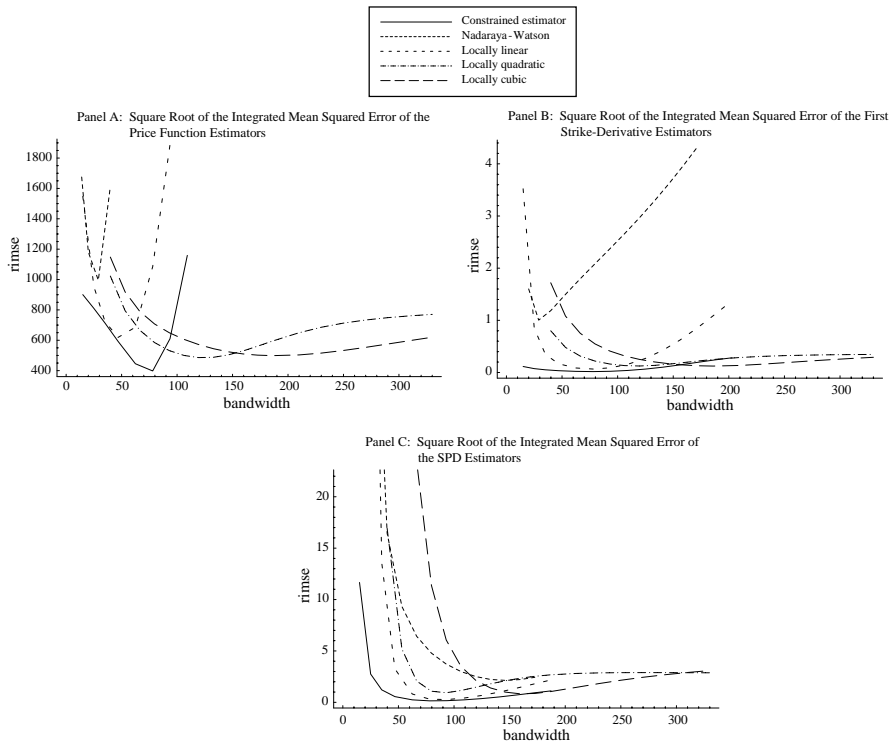 Constrained estimator
Nadaraya-Watson
Locally linear
Locally quadratic
Locally cubic
Panel A: Square Root of the Integrated Mean Squared Error of the
Price Function Estimators
1800
1600
1400
1200
1000
800
600
400
rimse
0 50 100 150 200 250 300
bandwidth
Panel B: Square Root of the Integrated Mean Squared Error of the First
Strike-Derivative Estimators
4
3
2
1
0
rimse
0 50 100 150 200 250 300
bandwidth
Panel C: Square Root of the Integrated Mean Squared Error of
the SPD Estimators
20
15
10
5
0
rimse
0 50 100 150 200 250 300
bandwidth